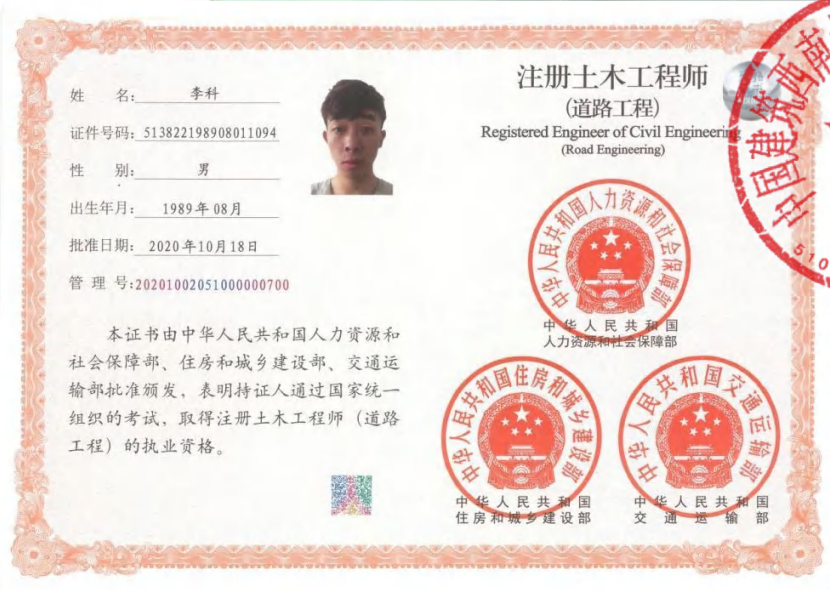 姓 名: 李科
证件号码: 513822198908011094
性 别: 男
出生年月: 1989年08月
批准日期: 2020年10月18日
管 理 号:20201002051000000700
本证书由中华人民共和国人力资源和
社会保障部、住房和城乡建设部、交通运
输部批准颁发，表明持证人通过国家统一
组织的考试，取得注册土木工程师（道路
工程）的执业资格。
注册土木工程师
(道路工程)
Registered Engineer of Civil Engineering
(Road Engineering)
中国建筑西南
510
中华人民共和国人力资源和社会保障部
中华人民共和国
人力资源和社会保障部
中华人民共和国住房和城乡建设部
中华人民共和国
住房和城乡建设部
中华人民共和国交通运输部
中华人民共和国
交通运输部